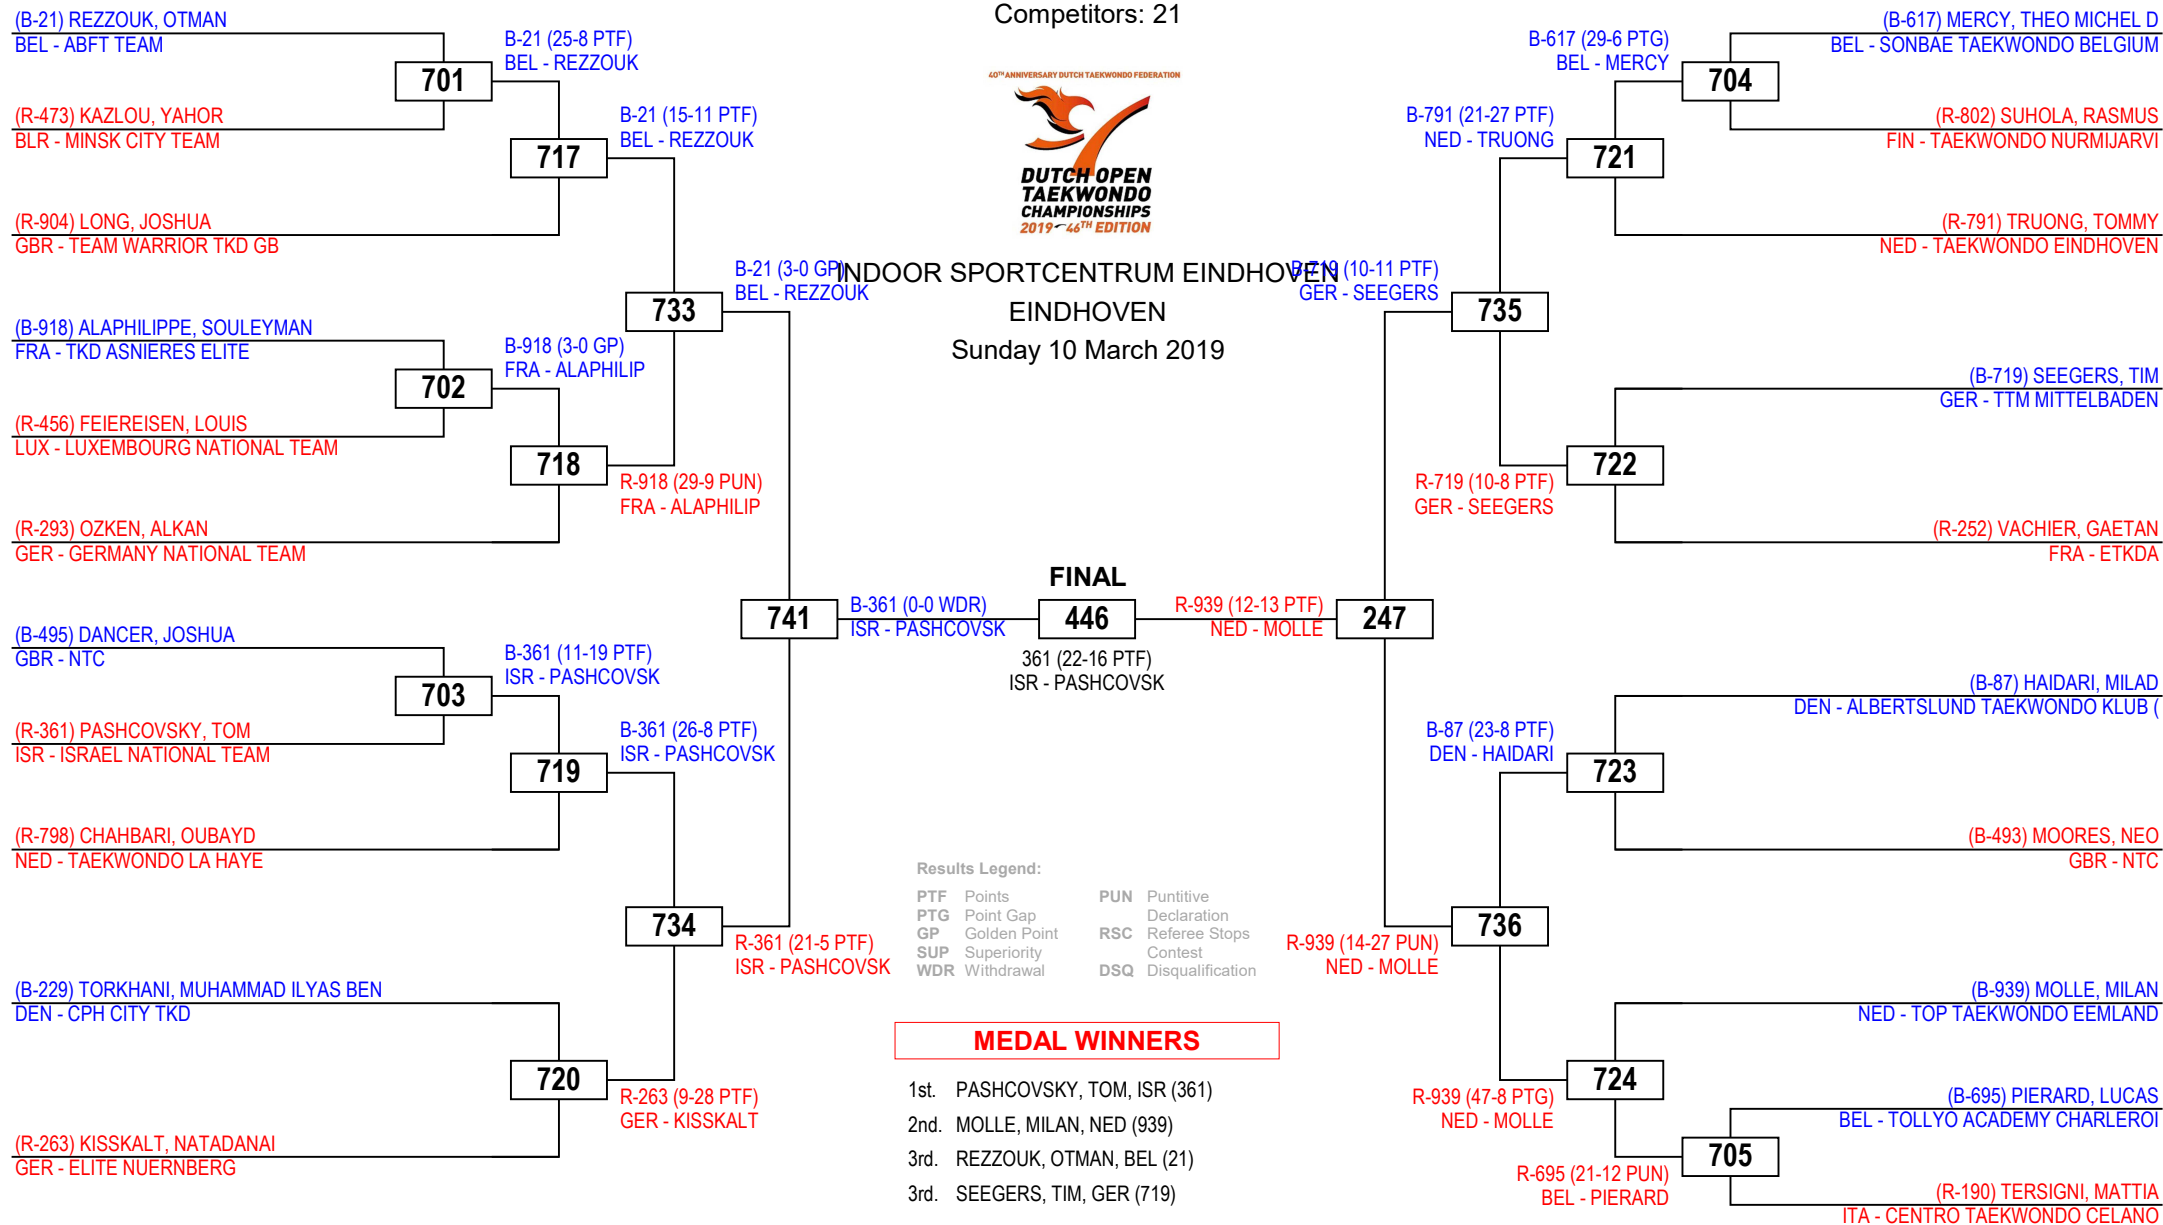 Competitors: 21
40TH ANNIVERSARY DUTCH TAEKWONDO FEDERATION
DUTCH OPEN
TAEKWONDO
CHAMPIONSHIPS
2019 46TH EDITION
INDOOR SPORTCENTRUM EINDHOVEN
EINDHOVEN
Sunday 10 March 2019
(B-21) REZZOUK, OTMAN
BEL - ABFT TEAM
701
(R-473) KAZLOU, YAHOR
BLR - MINSK CITY TEAM
B-21 (25-8 PTF)
BEL - REZZOUK
717
(R-904) LONG, JOSHUA
GBR - TEAM WARRIOR TKD GB
B-21 (15-11 PTF)
BEL - REZZOUK
733
B-21 (3-0 GP)
BEL - REZZOUK
(B-918) ALAPHILIPPE, SOULEYMAN
FRA - TKD ASNIERES ELITE
702
(R-456) FEIEREISEN, LOUIS
LUX - LUXEMBOURG NATIONAL TEAM
B-918 (3-0 GP)
FRA - ALAPHILIP
718
(R-293) OZKEN, ALKAN
GER - GERMANY NATIONAL TEAM
R-918 (29-9 PUN)
FRA - ALAPHILIP
741
B-361 (0-0 WDR)
ISR - PASHCOVSK
(B-495) DANCER, JOSHUA
GBR - NTC
703
(R-361) PASHCOVSKY, TOM
ISR - ISRAEL NATIONAL TEAM
B-361 (11-19 PTF)
ISR - PASHCOVSK
719
(R-798) CHAHBARI, OUBAYD
NED - TAEKWONDO LA HAYE
B-361 (26-8 PTF)
ISR - PASHCOVSK
734
R-361 (21-5 PTF)
ISR - PASHCOVSK
(B-229) TORKHANI, MUHAMMAD ILYAS BEN
DEN - CPH CITY TKD
720
(R-263) KISSKALT, NATADANAI
GER - ELITE NUERNBERG
R-263 (9-28 PTF)
GER - KISSKALT
FINAL
446
361 (22-16 PTF)
ISR - PASHCOVSK
R-939 (12-13 PTF)
NED - MOLLE
247
(B-617) MERCY, THEO MICHEL D
BEL - SONBAE TAEKWONDO BELGIUM
704
(R-802) SUHOLA, RASMUS
FIN - TAEKWONDO NURMIJARVI
B-617 (29-6 PTG)
BEL - MERCY
721
(R-791) TRUONG, TOMMY
NED - TAEKWONDO EINDHOVEN
B-791 (21-27 PTF)
NED - TRUONG
735
B-719 (10-11 PTF)
GER - SEEGERS
(B-719) SEEGERS, TIM
GER - TTM MITTELBADEN
722
(R-252) VACHIER, GAETAN
FRA - ETKDA
R-719 (10-8 PTF)
GER - SEEGERS
(B-87) HAIDARI, MILAD
DEN - ALBERTSLUND TAEKWONDO KLUB (
723
(B-493) MOORES, NEO
GBR - NTC
B-87 (23-8 PTF)
DEN - HAIDARI
736
R-939 (14-27 PUN)
NED - MOLLE
(B-939) MOLLE, MILAN
NED - TOP TAEKWONDO EEMLAND
724
R-939 (47-8 PTG)
NED - MOLLE
(B-695) PIERARD, LUCAS
BEL - TOLLYO ACADEMY CHARLEROI
705
R-695 (21-12 PUN)
BEL - PIERARD
(R-190) TERSIGNI, MATTIA
ITA - CENTRO TAEKWONDO CELANO
Results Legend:
PTF Points
PTG Point Gap
GP Golden Point
SUP Superiority
WDR Withdrawal
PUN Puntitive
Declaration
RSC Referee Stops
Contest
DSQ Disqualification
MEDAL WINNERS
1st. PASHCOVSKY, TOM, ISR (361)
2nd. MOLLE, MILAN, NED (939)
3rd. REZZOUK, OTMAN, BEL (21)
3rd. SEEGERS, TIM, GER (719)